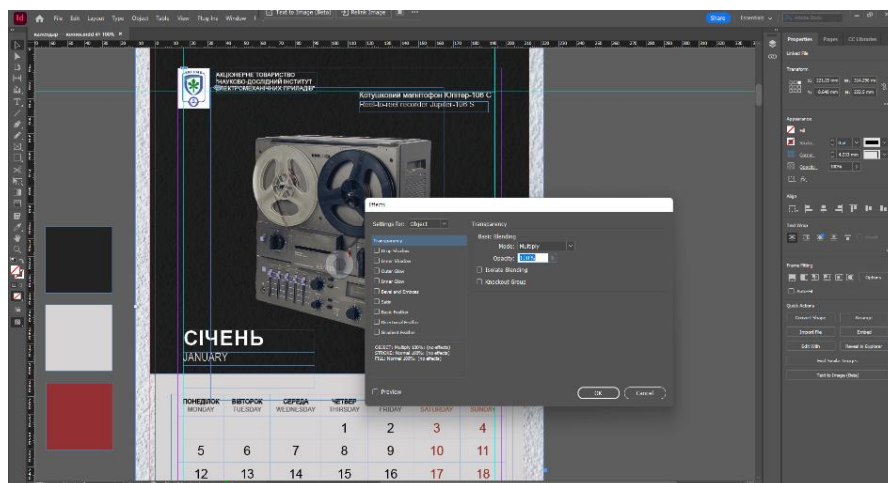 Id File Edit Layout Type Object Table View Plug-Ins Window
Text to Image (Beta) Relink Image
Share Essentials
Properties Pages CC Libraries
Linked File
Transform
АКЦІОНЕРНЕ ТОВАРИСТВО
"НАУКОВО-ДОСЛІДНИЙ ІНСТИТУТ
ЕЛЕКТРОМЕХАНІЧНИХ ПРИЛАДІВ"
Котушковий магнітофон Юпітер-106 С
Reel-to-reel recorder Jupiter-106 S
Effects
Settings for: Object
Transparency
Drop Shadow
Inner Shadow
Outer Glow
Inner Glow
Bevel and Emboss
Satin
Basic Feather
Directional Feather
Gradient Feather
OBJECT: Multiply 100%; (no effects)
STROKE: Normal 100%; (no effects)
FILL: Normal 100%; (no effects)
Preview
Transparency
Basic Blending
Mode: Multiply
Opacity: 100%
Isolate Blending
Knockout Group
OK Cancel
Appearance
Fill
Stroke
Opacity 100%
Align
Text Wrap
Frame Fitting
Options
Auto-Fit
Quick Actions
Convert Shape Arrange
Import File Embed
Edit With Reveal in Explorer
Text to Image (Beta)
СІЧЕНЬ
JANUARY
ПОНЕДІЛОК ВІВТОРОК СЕРЕДА ЧЕТВЕР
MONDAY TUESDAY WEDNESDAY THURSDAY FRIDAY SATURDAY SUNDAY
1 2 3 4
5 6 7 8 9 10 11
12 13 14 15 16 17 18